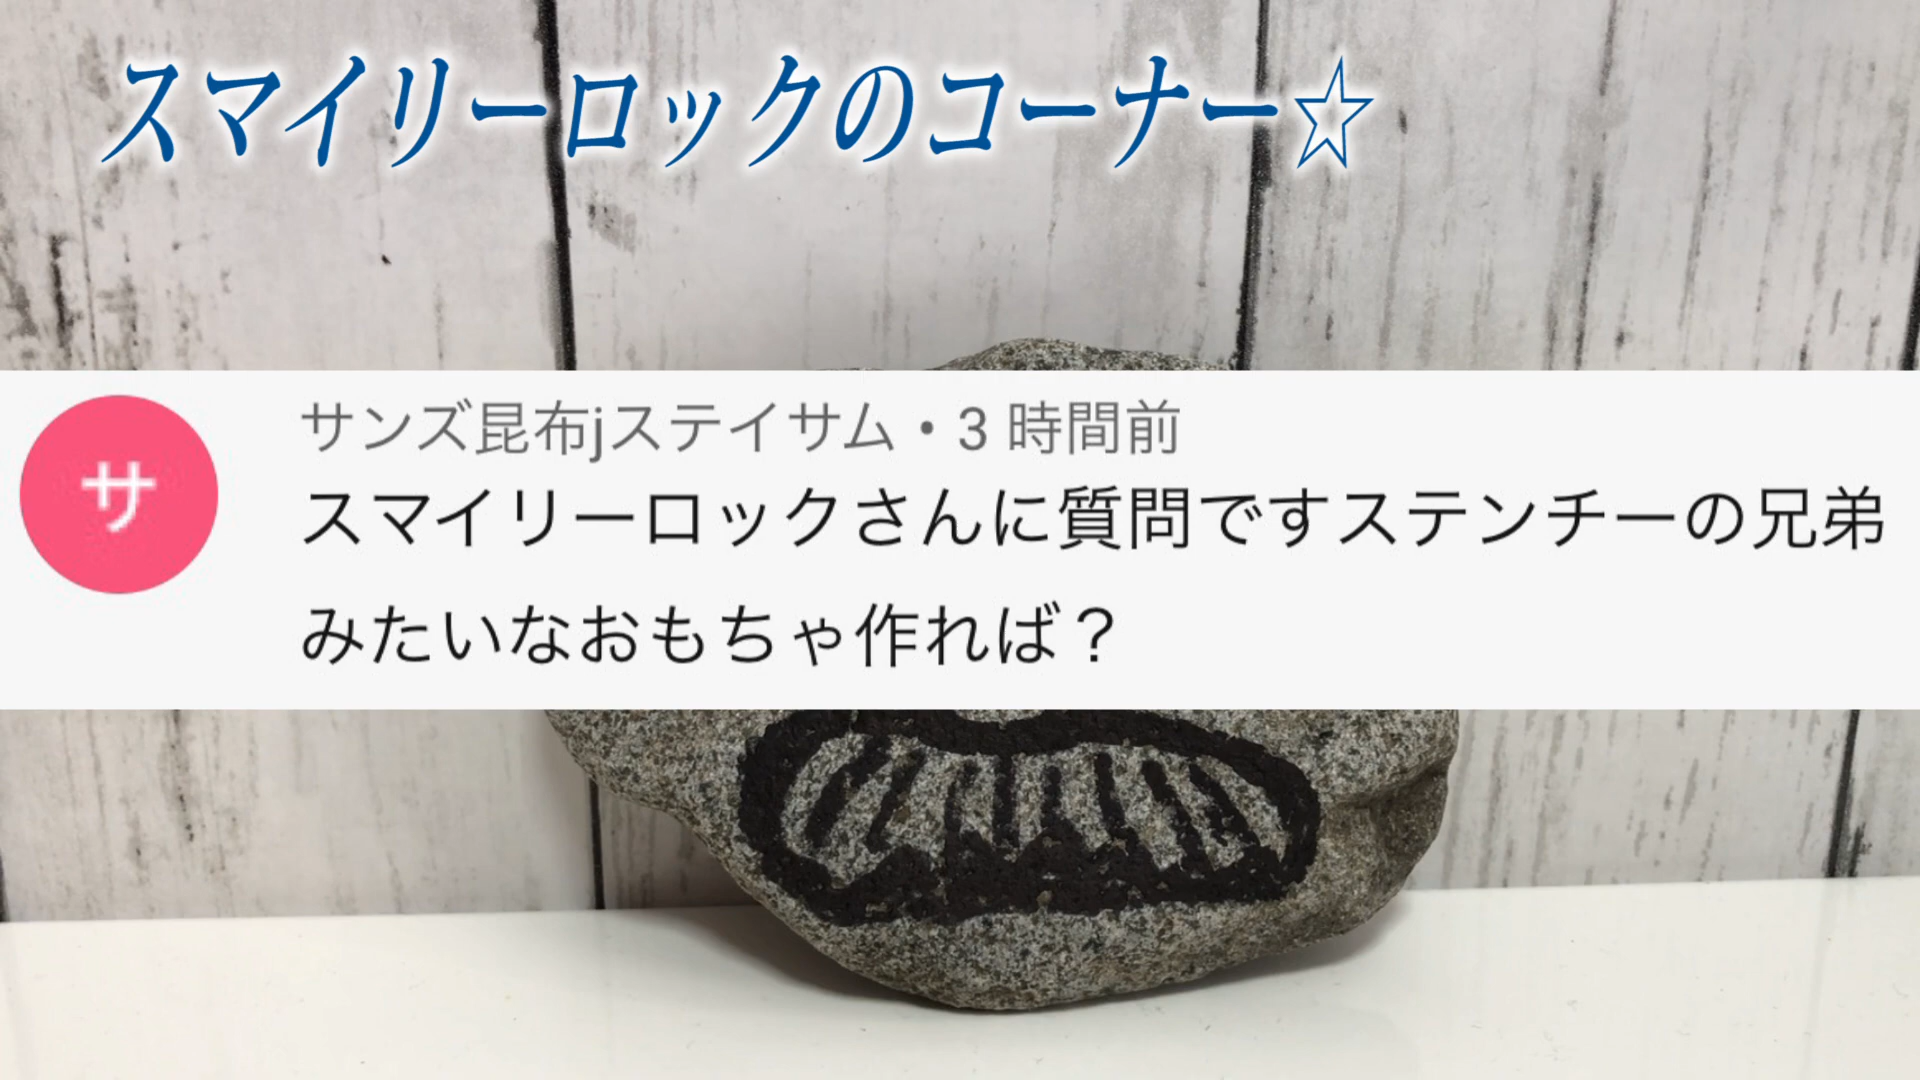 スマイリーロックのコーナー☆
サンズ昆布jステイサム・3 時間前
サ
スマイリーロックさんに質問ですステンチーの兄弟
みたいなおもちゃ作れば？